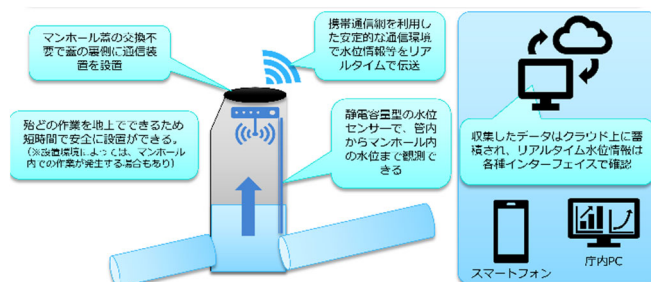 マンホール蓋の交換不
要で蓋の裏側に通信装
置を設置
携帯通信網を利用し
た安定的な通信環境
で水位情報等をリア
ルタイムで伝送
殆どの作業を地上でできるため
短時間で安全に設置ができる。
(※設置環境によっては、マンホール
内での作業が発生する場合もあり)
静電容量型の水位
センサーで、管内
からマンホール内
の水位まで観測で
きる
収集したデータはクラウド上に蓄
積され、リアルタイム水位情報は
各種インターフェイスで確認
スマートフォン
庁内PC